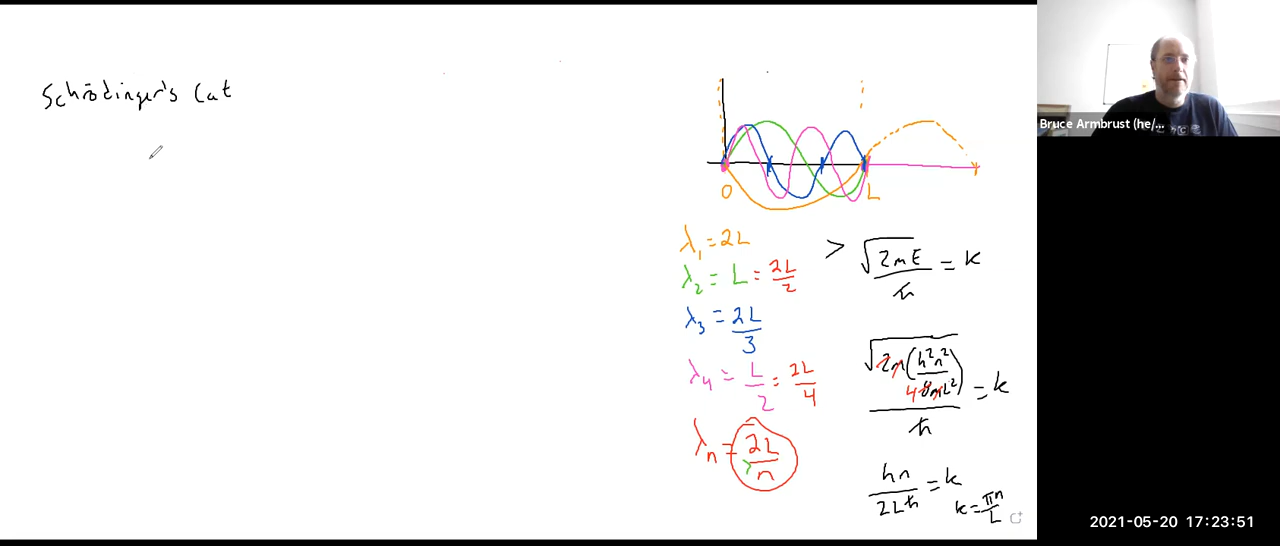 Schrödinger's Cat
0 L
λ₁ = 2L
λ₂ = L = 2L/2
λ₃ = 2L/3
λ₄ = L/2 = 2L/4
λₙ = 2L/n
> √(2mE)/ħ = k
√(2m(h²n²/8mL²))/ħ = k
4
hn/2Lħ = k
k = πn/L
Bruce Armbrust (he/...
2021-05-20 17:23:51